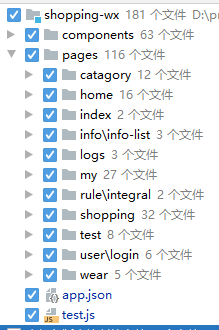 shopping-wx 181 个文件 D:\p
components 63 个文件
pages 116 个文件
catagory 12 个文件
home 16 个文件
index 2 个文件
info\info-list 3 个文件
logs 3 个文件
my 27 个文件
rule\integral 2 个文件
shopping 32 个文件
test 8 个文件
user\login 6 个文件
wear 5 个文件
app.json
JS test.js